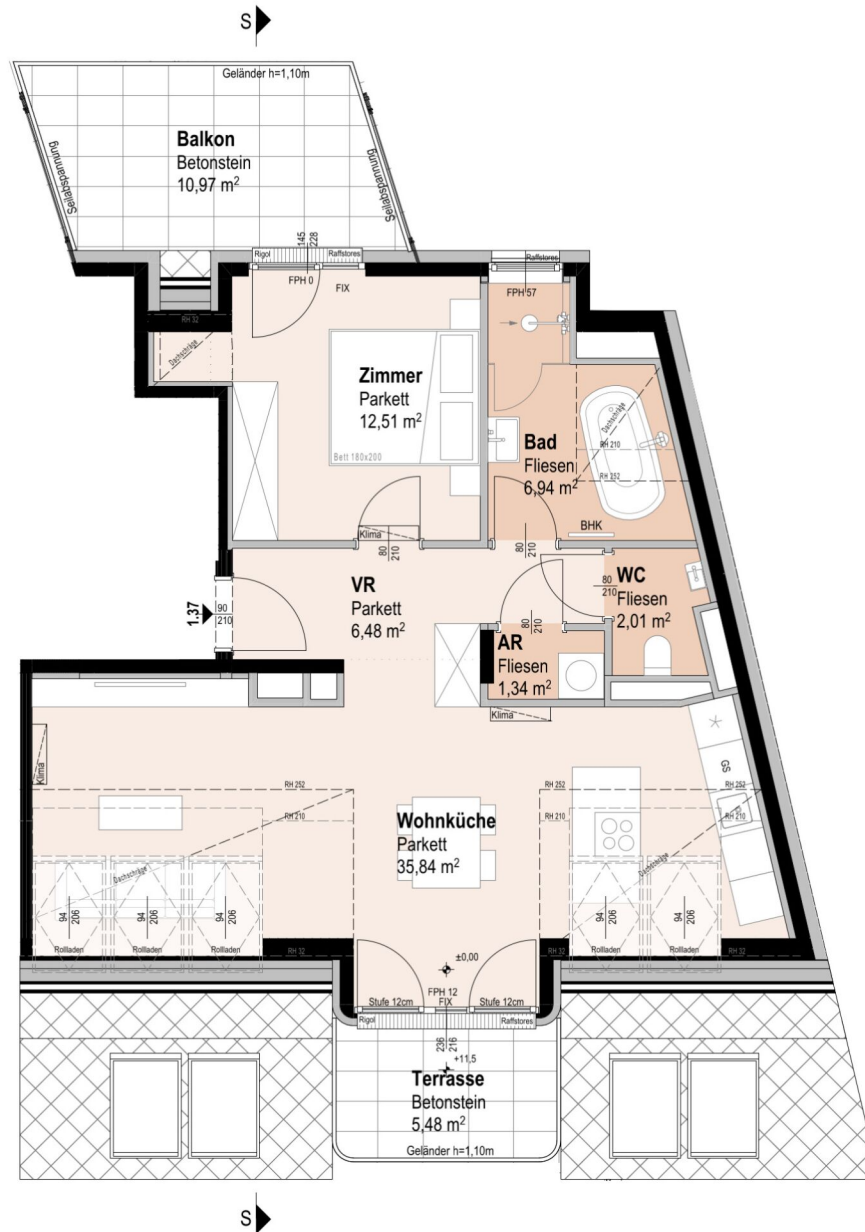 S
Geländer h=1,10m
Balkon
Betonstein
10,97 m²
Seilabspannung
Seilabspannung
145
228
Rigol
Raffstores
FPH 0
FIX
Raffstores
FPH 57
RH 32
Dachschräge
Zimmer
Parkett
12,51 m²
Bett 180x200
Dachschräge
Bad
Fliesen
6,94 m²
RH 210
RH 252
BHK
Klima
80
210
80
210
VR
Parkett
6,48 m²
1.37
90
210
80
210
WC
Fliesen
2,01 m²
80
210
AR
Fliesen
1,34 m²
Klima
Klima
GS
RH 252
RH 252
RH 252
RH 210
RH 210
RH 210
Wohnküche
Parkett
35,84 m²
Dachschräge
Dachschräge
94
206
94
206
94
206
94
206
94
206
Rollladen
Rollladen
Rollladen
Rollladen
Rollladen
RH 32
RH 32
RH 32
±0,00
FPH 12
Stufe 12cm
FIX
Stufe 12cm
Rigol
Raffstores
236
216
+11,5
Terrasse
Betonstein
5,48 m²
Geländer h=1,10m
S